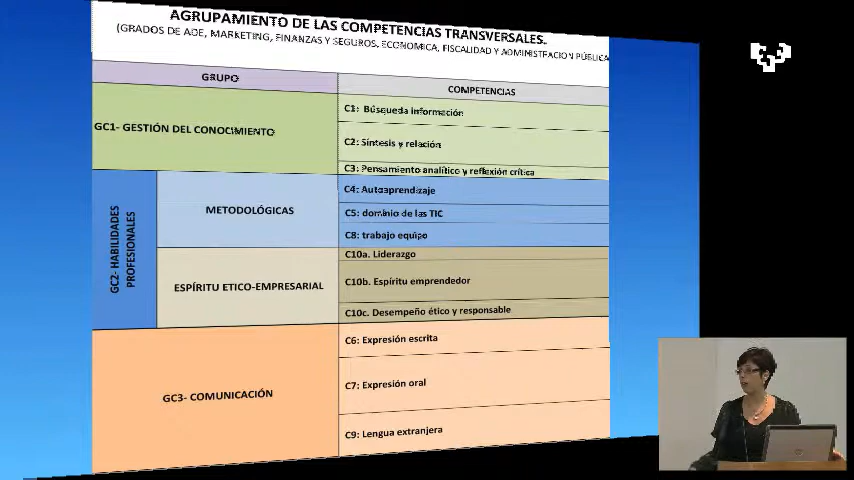 AGRUPAMIENTO DE LAS COMPETENCIAS TRANSVERSALES.
(GRADOS DE ADE, MARKETING, FINANZAS Y SEGUROS, ECONOMICA, FISCALIDAD Y ADMINISTRACION PÚBLICA
GRUPO
COMPETENCIAS
GC1- GESTIÓN DEL CONOCIMIENTO
C1: Búsqueda información
C2: Síntesis y relación
C3: Pensamiento analítico y reflexión crítica
GC2- HABILIDADES
PROFESIONALES
METODOLÓGICAS
C4: Autoaprendizaje
C5: dominio de las TIC
C8: trabajo equipo
ESPÍRITU ETICO-EMPRESARIAL
C10a. Liderazgo
C10b. Espíritu emprendedor
C10c. Desempeño ético y responsable
GC3- COMUNICACIÓN
C6: Expresión escrita
C7: Expresión oral
C9: Lengua extranjera